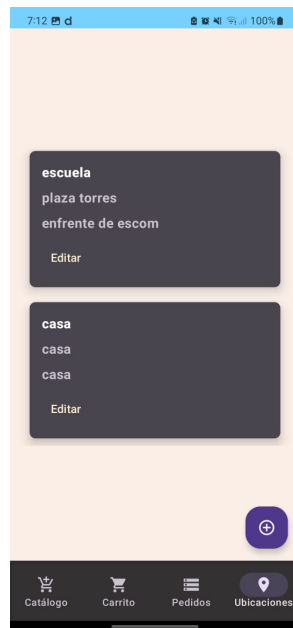 7:12 d 100%
escuela
plaza torres
enfrente de escom
Editar
casa
casa
casa
Editar
Catálogo Carrito Pedidos Ubicaciones